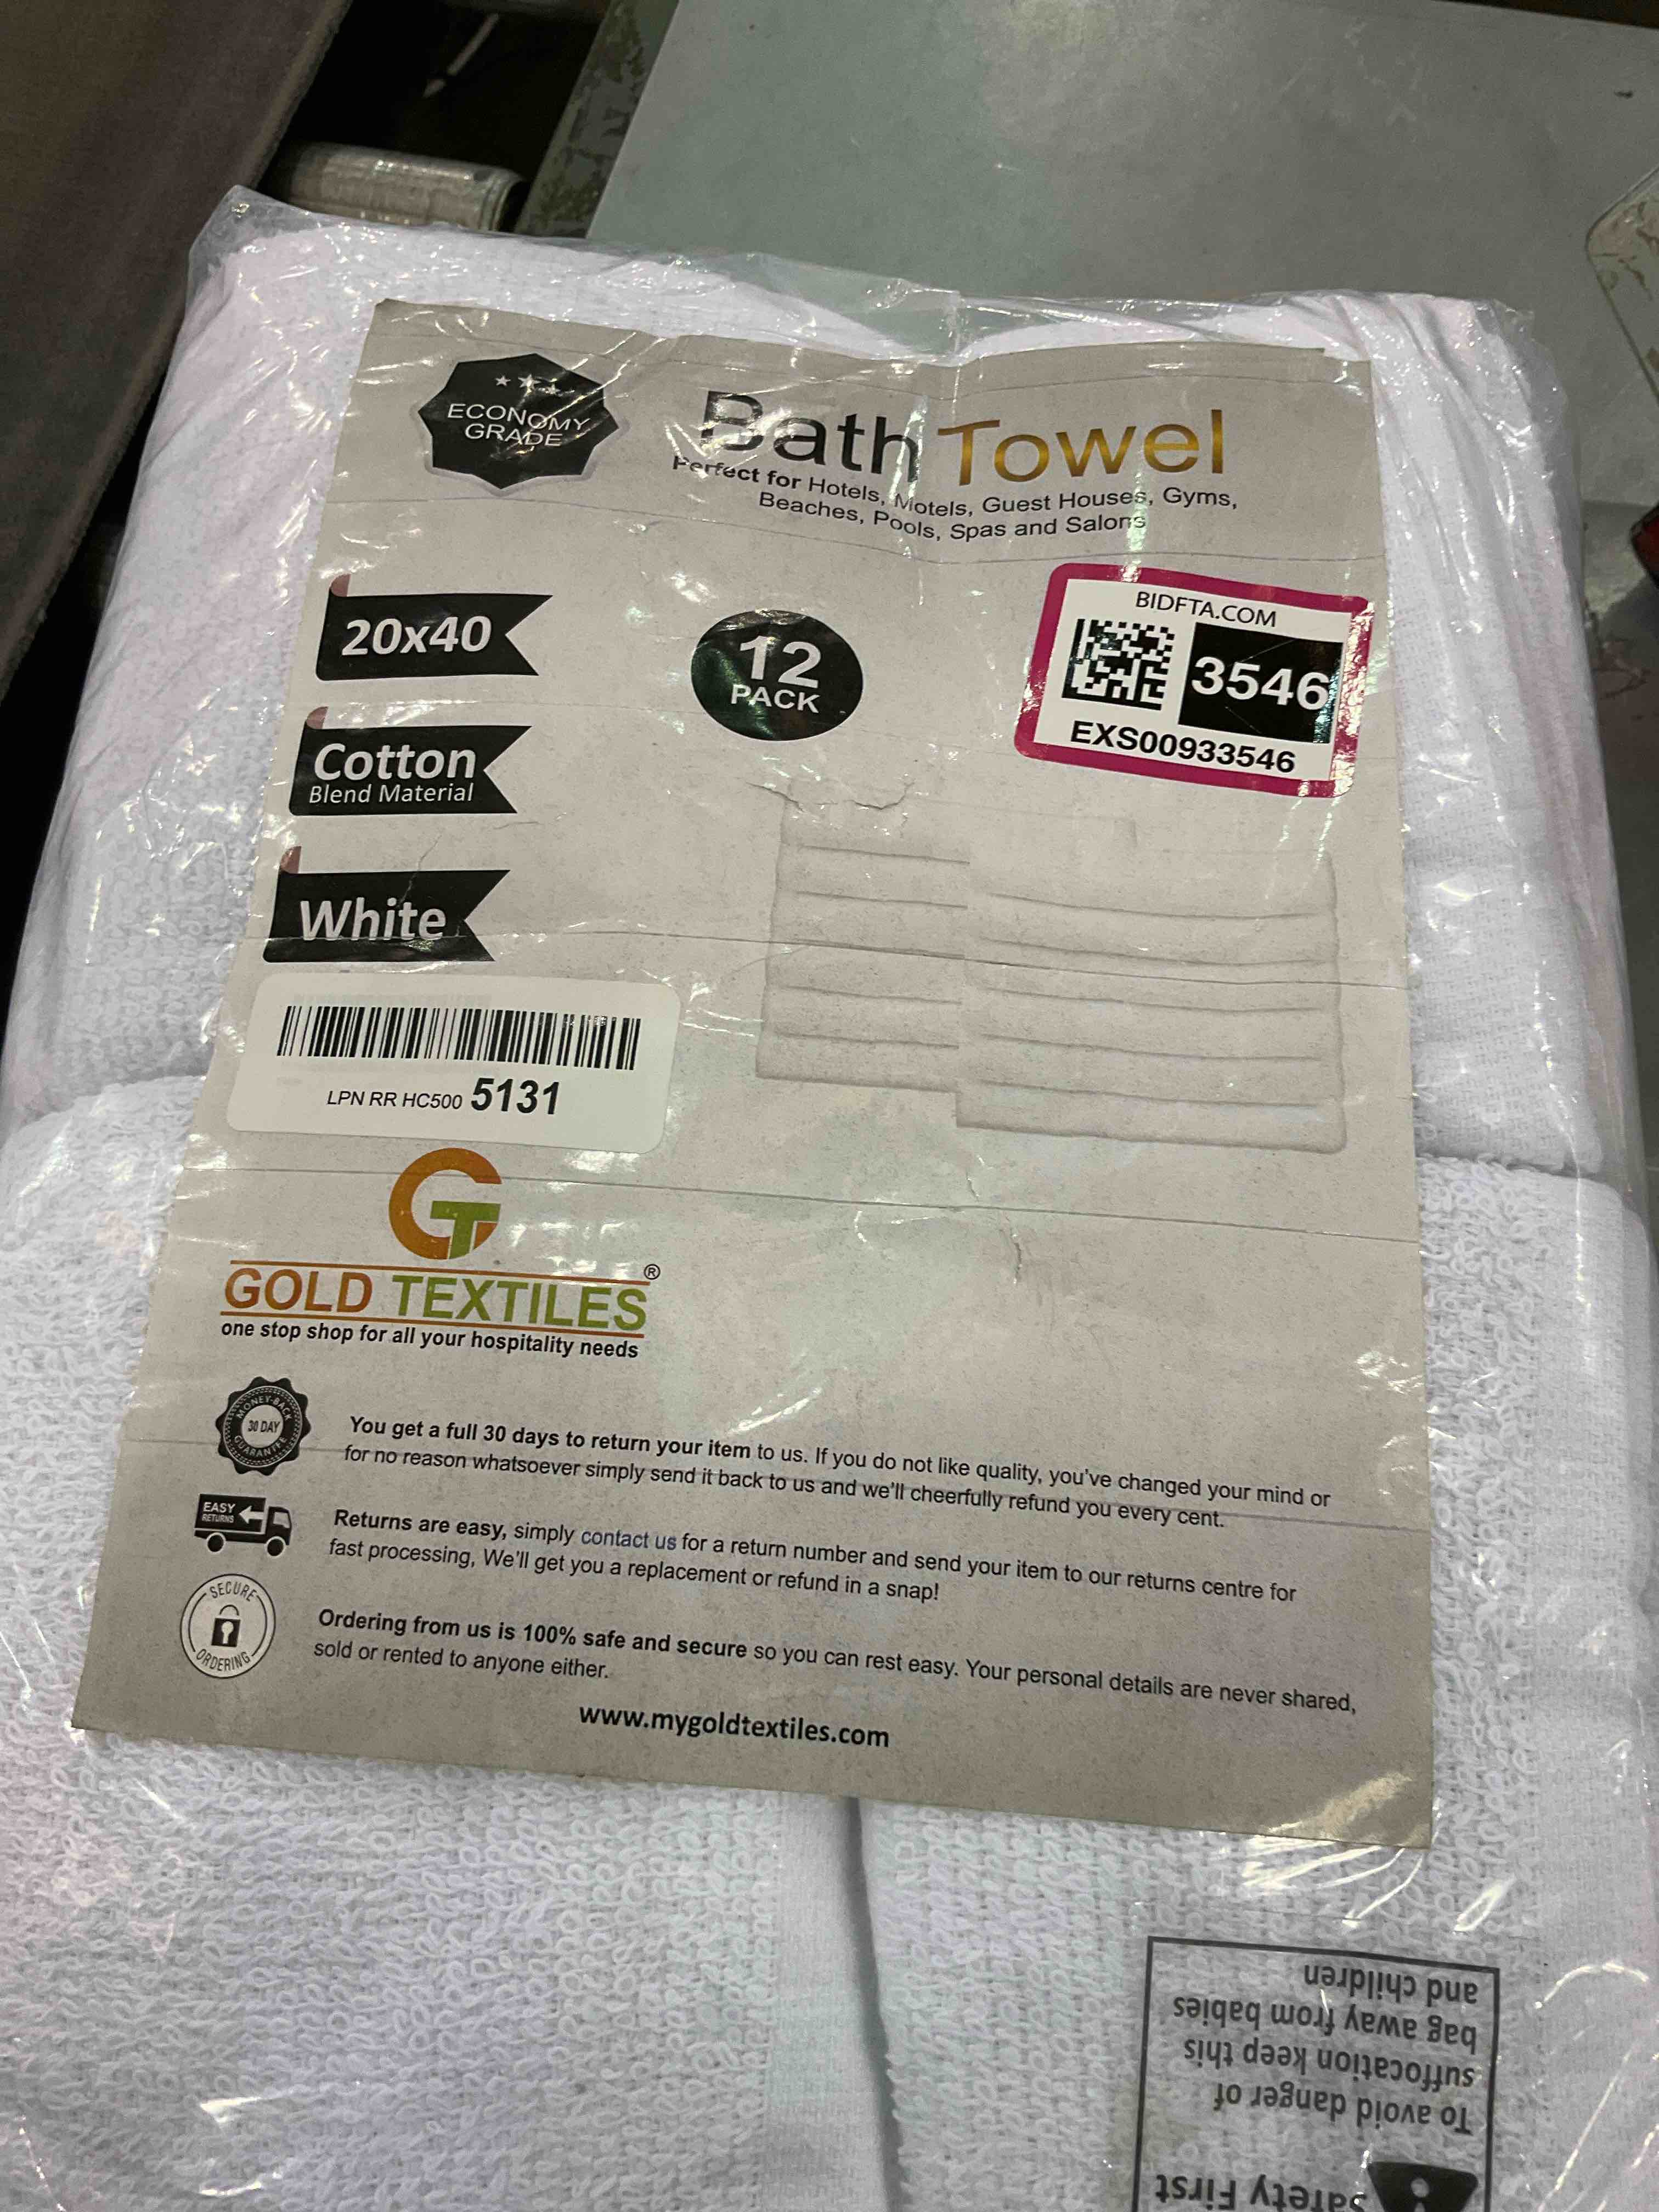 ECONOMY
GRADE
Bath Towel
Perfect for Hotels, Motels, Guest Houses, Gyms,
Beaches, Pools, Spas and Salons
20x40
12
PACK
BIDFTA.COM
3546
EXS00933546
Cotton
Blend Material
White
LPN RR HC500 5131
GT
GOLD TEXTILES®
one stop shop for all your hospitality needs
MONEY-BACK
30 DAY
GUARANTEE
You get a full 30 days to return your item to us. If you do not like quality, you've changed your mind or
for no reason whatsoever simply send it back to us and we'll cheerfully refund you every cent.
EASY
RETURNS
Returns are easy, simply contact us for a return number and send your item to our returns centre for
fast processing, We'll get you a replacement or refund in a snap!
SECURE
ORDERING
Ordering from us is 100% safe and secure so you can rest easy. Your personal details are never shared,
sold or rented to anyone either.
www.mygoldtextiles.com
Safety First
To avoid danger of
suffocation keep this
bag away from babies
and children